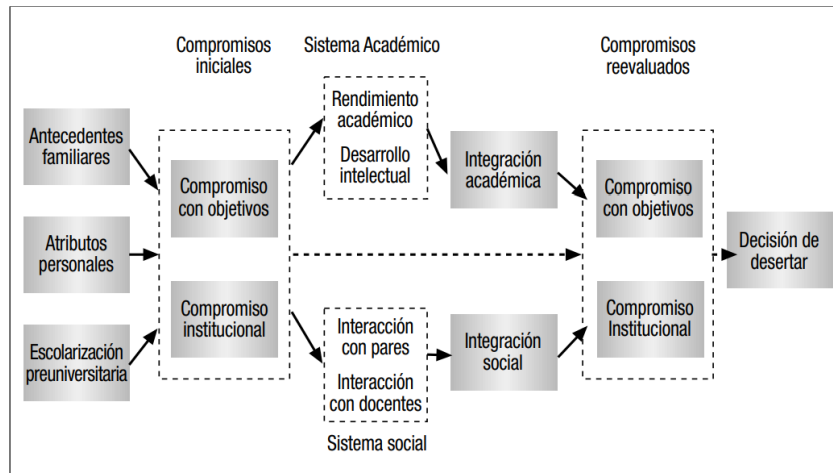 Compromisos
iniciales
Sistema Académico
Compromisos
reevaluados
Antecedentes
familiares
Atributos
personales
Escolarización
preuniversitaria
Compromiso
con objetivos
Compromiso
institucional
Rendimiento
académico
Desarrollo
intelectual
Interacción
con pares
Interacción
con docentes
Sistema social
Integración
académica
Integración
social
Compromiso
con objetivos
Compromiso
Institucional
Decisión de
desertar